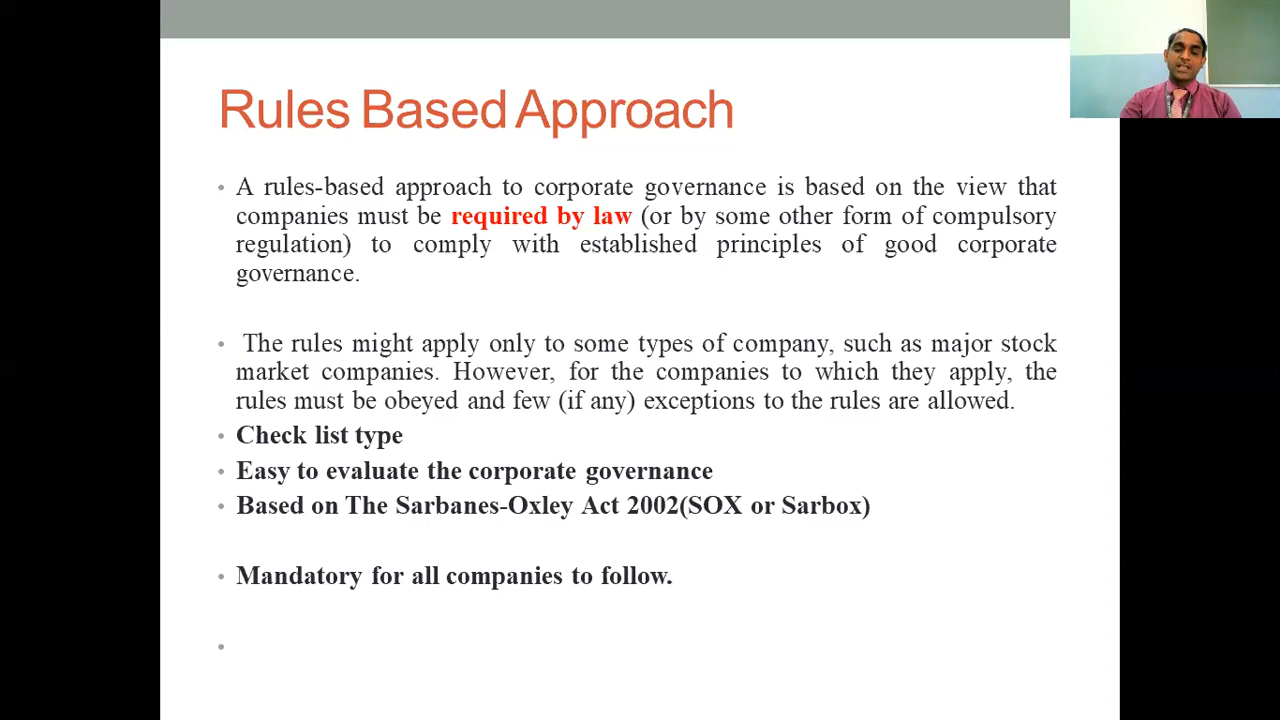 Rules Based Approach
A rules-based approach to corporate governance is based on the view that
companies must be required by law (or by some other form of compulsory
regulation) to comply with established principles of good corporate
governance.
The rules might apply only to some types of company, such as major stock
market companies. However, for the companies to which they apply, the
rules must be obeyed and few (if any) exceptions to the rules are allowed.
Check list type
Easy to evaluate the corporate governance
Based on The Sarbanes-Oxley Act 2002(SOX or Sarbox)
Mandatory for all companies to follow.